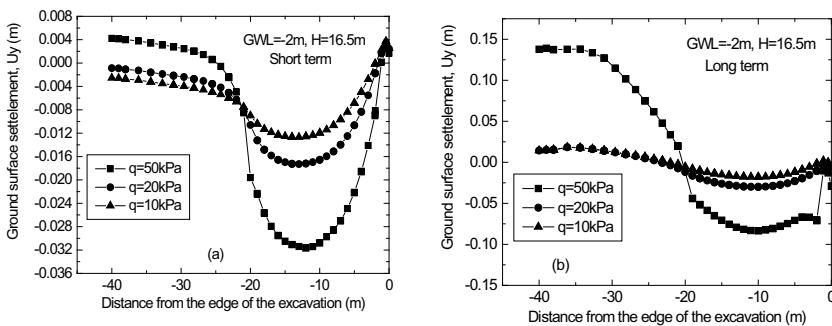 (a)
0.008
0.004
0.000
-0.004
-0.008
-0.012
-0.016
-0.020
-0.024
-0.028
-0.032
-0.036
Ground surface settelement, Uy (m)
GWL=-2m, H=16.5m
Short term
q=50kPa
q=20kPa
q=10kPa
(a)
-40 -30 -20 -10 0
Distance from the edge of the excavation (m)
0.15
0.10
0.05
0.00
-0.05
-0.10
-0.15
Ground surface settelement, Uy (m)
GWL=-2m, H=16.5m
Long term
q=50kPa
q=20kPa
q=10kPa
(b)
-40 -30 -20 -10 0
Distance from the edge of the excavation (m)